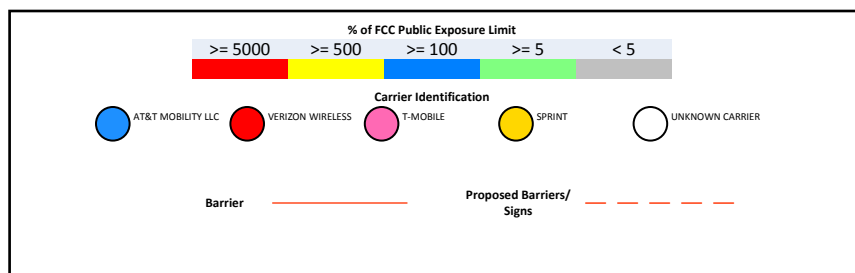 % of FCC Public Exposure Limit
>= 5000 >= 500 >= 100 >= 5 < 5
Carrier Identification
AT&T MOBILITY LLC VERIZON WIRELESS T-MOBILE SPRINT UNKNOWN CARRIER
Barrier Proposed Barriers/
Signs